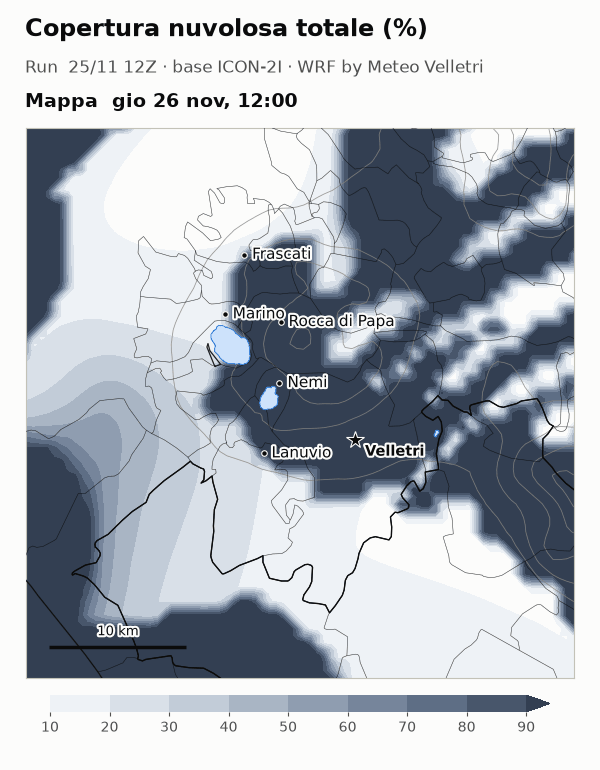 Copertura nuvolosa totale (%)
Run 25/11 12Z · base ICON-2I · WRF by Meteo Velletri
Mappa gio 26 nov, 12:00
Frascati
Marino
Rocca di Papa
Nemi
Velletri
Lanuvio
10 km
10 20 30 40 50 60 70 80 90